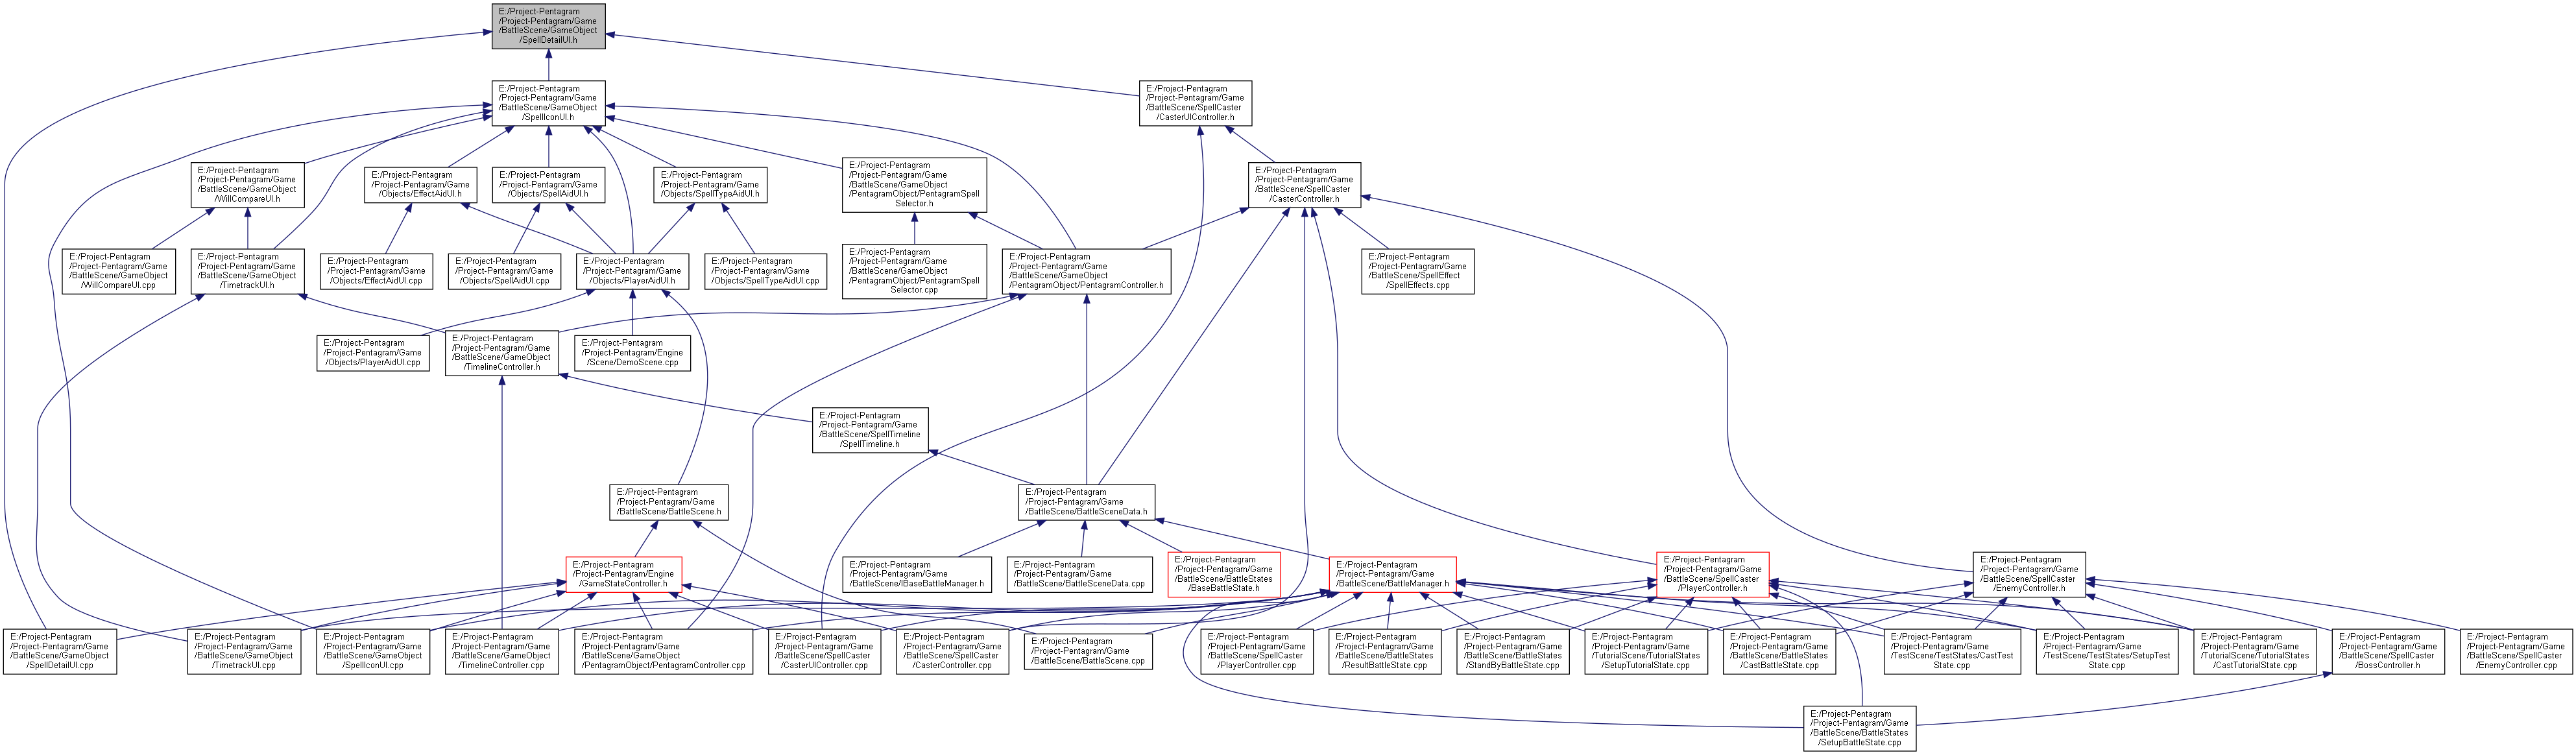 E:/Project-Pentagram
/Project-Pentagram/Game
/BattleScene/GameObject
/SpellDetailUI.h
E:/Project-Pentagram
/Project-Pentagram/Game
/BattleScene/GameObject
/SpellIconUI.h
E:/Project-Pentagram
/Project-Pentagram/Game
/BattleScene/SpellCaster
/CasterUIController.h
E:/Project-Pentagram
/Project-Pentagram/Game
/BattleScene/GameObject
/WillCompareUI.h
E:/Project-Pentagram
/Project-Pentagram/Game
/Objects/EffectAidUI.h
E:/Project-Pentagram
/Project-Pentagram/Game
/Objects/SpellAidUI.h
E:/Project-Pentagram
/Project-Pentagram/Game
/Objects/SpellTypeAidUI.h
E:/Project-Pentagram
/Project-Pentagram/Game
/BattleScene/GameObject
/PentagramObject/PentagramSpell
Selector.h
E:/Project-Pentagram
/Project-Pentagram/Game
/BattleScene/SpellCaster
/CasterController.h
E:/Project-Pentagram
/Project-Pentagram/Game
/BattleScene/GameObject
/WillCompareUI.cpp
E:/Project-Pentagram
/Project-Pentagram/Game
/BattleScene/GameObject
/TimetrackUI.h
E:/Project-Pentagram
/Project-Pentagram/Game
/Objects/EffectAidUI.cpp
E:/Project-Pentagram
/Project-Pentagram/Game
/Objects/SpellAidUI.cpp
E:/Project-Pentagram
/Project-Pentagram/Game
/Objects/PlayerAidUI.h
E:/Project-Pentagram
/Project-Pentagram/Game
/Objects/SpellTypeAidUI.cpp
E:/Project-Pentagram
/Project-Pentagram/Game
/BattleScene/GameObject
/PentagramObject/PentagramSpell
Selector.cpp
E:/Project-Pentagram
/Project-Pentagram/Game
/BattleScene/GameObject
/PentagramObject/PentagramController.h
E:/Project-Pentagram
/Project-Pentagram/Game
/BattleScene/SpellEffect
/SpellEffects.cpp
E:/Project-Pentagram
/Project-Pentagram/Game
/Objects/PlayerAidUI.cpp
E:/Project-Pentagram
/Project-Pentagram/Game
/BattleScene/GameObject
/TimelineController.h
E:/Project-Pentagram
/Project-Pentagram/Engine
/Scene/DemoScene.cpp
E:/Project-Pentagram
/Project-Pentagram/Game
/BattleScene/SpellTimeline
/SpellTimeline.h
E:/Project-Pentagram
/Project-Pentagram/Game
/BattleScene/BattleScene.h
E:/Project-Pentagram
/Project-Pentagram/Game
/BattleScene/BattleSceneData.h
E:/Project-Pentagram
/Project-Pentagram/Engine
/GameStateController.h
E:/Project-Pentagram
/Project-Pentagram/Game
/BattleScene/IBaseBattleManager.h
E:/Project-Pentagram
/Project-Pentagram/Game
/BattleScene/BattleSceneData.cpp
E:/Project-Pentagram
/Project-Pentagram/Game
/BattleScene/BattleStates
/BaseBattleState.h
E:/Project-Pentagram
/Project-Pentagram/Game
/BattleScene/BattleManager.h
E:/Project-Pentagram
/Project-Pentagram/Game
/BattleScene/SpellCaster
/PlayerController.h
E:/Project-Pentagram
/Project-Pentagram/Game
/BattleScene/SpellCaster
/EnemyController.h
E:/Project-Pentagram
/Project-Pentagram/Game
/BattleScene/GameObject
/SpellDetailUI.cpp
E:/Project-Pentagram
/Project-Pentagram/Game
/BattleScene/GameObject
/TimetrackUI.cpp
E:/Project-Pentagram
/Project-Pentagram/Game
/BattleScene/GameObject
/SpellIconUI.cpp
E:/Project-Pentagram
/Project-Pentagram/Game
/BattleScene/GameObject
/TimelineController.cpp
E:/Project-Pentagram
/Project-Pentagram/Game
/BattleScene/GameObject
/PentagramObject/PentagramController.cpp
E:/Project-Pentagram
/Project-Pentagram/Game
/BattleScene/SpellCaster
/CasterUIController.cpp
E:/Project-Pentagram
/Project-Pentagram/Game
/BattleScene/SpellCaster
/CasterController.cpp
E:/Project-Pentagram
/Project-Pentagram/Game
/BattleScene/BattleScene.cpp
E:/Project-Pentagram
/Project-Pentagram/Game
/BattleScene/SpellCaster
/PlayerController.cpp
E:/Project-Pentagram
/Project-Pentagram/Game
/BattleScene/BattleStates
/ResultBattleState.cpp
E:/Project-Pentagram
/Project-Pentagram/Game
/BattleScene/BattleStates
/StandByBattleState.cpp
E:/Project-Pentagram
/Project-Pentagram/Game
/TutorialScene/TutorialStates
/SetupTutorialState.cpp
E:/Project-Pentagram
/Project-Pentagram/Game
/BattleScene/BattleStates
/CastBattleState.cpp
E:/Project-Pentagram
/Project-Pentagram/Game
/TestScene/TestStates/CastTest
State.cpp
E:/Project-Pentagram
/Project-Pentagram/Game
/TestScene/TestStates/SetupTest
State.cpp
E:/Project-Pentagram
/Project-Pentagram/Game
/TutorialScene/TutorialStates
/CastTutorialState.cpp
E:/Project-Pentagram
/Project-Pentagram/Game
/BattleScene/SpellCaster
/BossController.h
E:/Project-Pentagram
/Project-Pentagram/Game
/BattleScene/SpellCaster
/EnemyController.cpp
E:/Project-Pentagram
/Project-Pentagram/Game
/BattleScene/BattleStates
/SetupBattleState.cpp